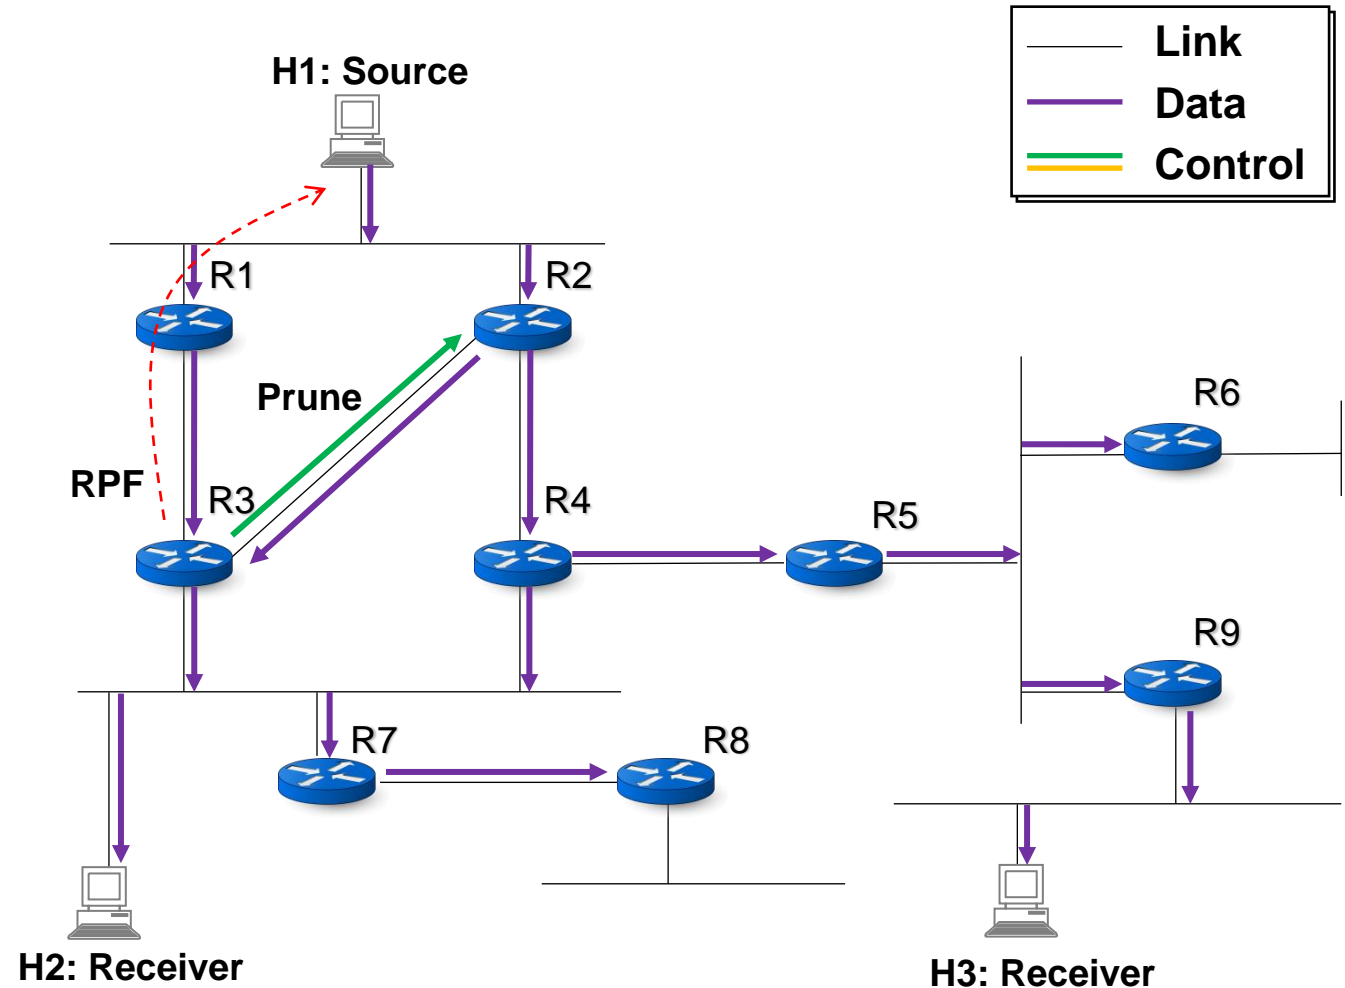 Link
Data
Control
H1: Source
R1
R2
Prune
R6
RPF
R3
R4
R5
R9
R7
R8
H2: Receiver
H3: Receiver